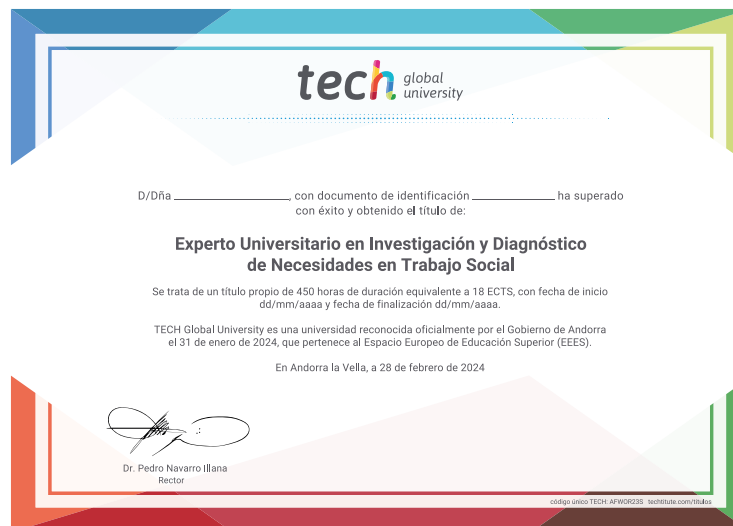 tech global university
D/Dña ______________, con documento de identificación __________ ha superado
con éxito y obtenido el título de:
Experto Universitario en Investigación y Diagnóstico
de Necesidades en Trabajo Social
Se trata de un título propio de 450 horas de duración equivalente a 18 ECTS, con fecha de inicio
dd/mm/aaaa y fecha de finalización dd/mm/aaaa.
TECH Global University es una universidad reconocida oficialmente por el Gobierno de Andorra
el 31 de enero de 2024, que pertenece al Espacio Europeo de Educación Superior (EEES).
En Andorra la Vella, a 28 de febrero de 2024
Dr. Pedro Navarro Illana
Rector
código único TECH: AFWOR23S techtitute.com/titulos